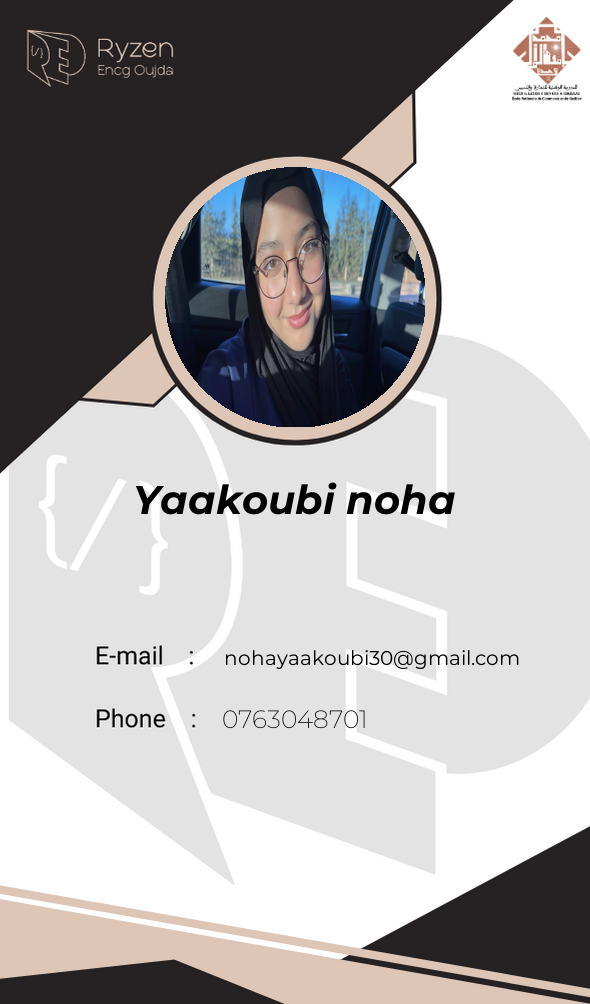 Ryzen
Encg Oujda
Yaakoubi noha
E-mail : nohayaakoubi30@gmail.com
Phone : 0763048701